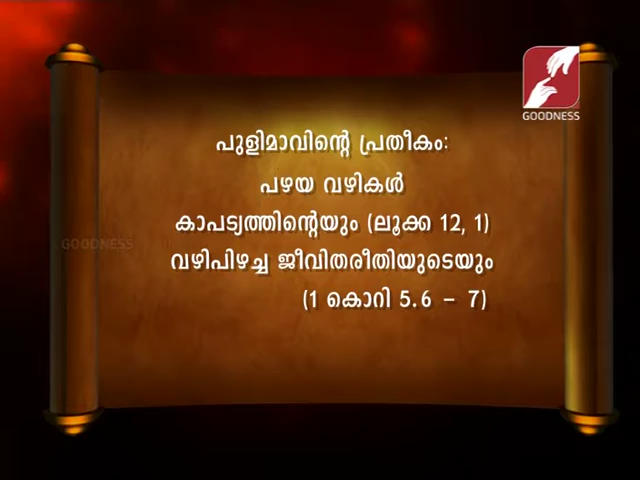 GOODNESS
പുളിമാവിന്റെ പ്രതീകം:
പഴയ വഴികൾ
കാപട്യത്തിന്റെയും (ലൂക്ക 12, 1)
GOODNESS
വഴിപിഴച്ച ജീവിതരീതിയുടെയും
(1 കൊറി 5.6 – 7)